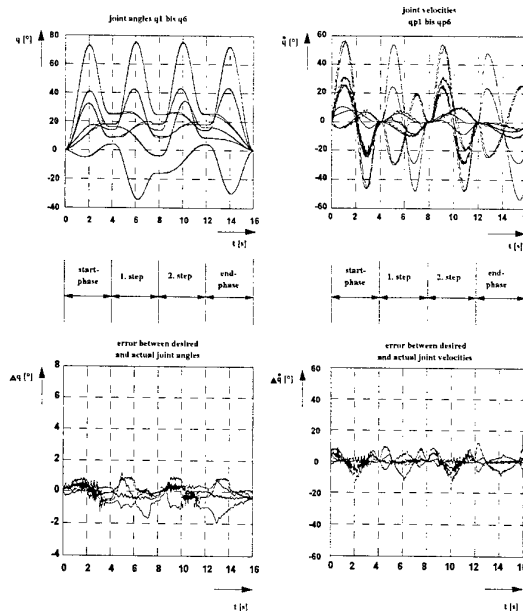 joint angles q1 bis q6
q [°]
80
60
40
20
0
-20
-40
0 2 4 6 8 10 12 14 16
t [s]
start-phase
1. step
2. step
end-phase
joint velocities
qp1 bis qp6
q̇ [°]
60
40
20
0
-20
-40
-60
0 2 4 6 8 10 12 14 16
t [s]
start-phase
1. step
2. step
end-phase
error between desired
and actual joint angles
Δq [°]
8
6
4
2
0
-2
-4
0 2 4 6 8 10 12 14 16
t [s]
error between desired
and actual joint velocities
Δq̇ [°]
60
40
20
0
-20
-40
-60
0 2 4 6 8 10 12 14 16
t [s]